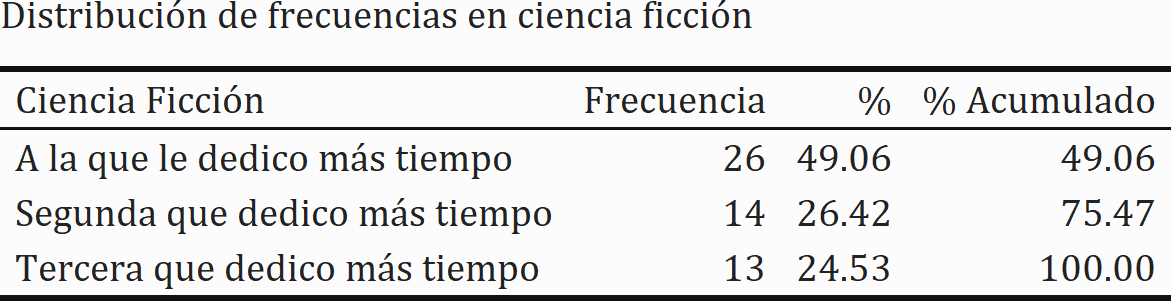 Distribución de frecuencias en ciencia ficción
Ciencia Ficción Frecuencia % % Acumulado
A la que le dedico más tiempo 26 49.06 49.06
Segunda que dedico más tiempo 14 26.42 75.47
Tercera que dedico más tiempo 13 24.53 100.00